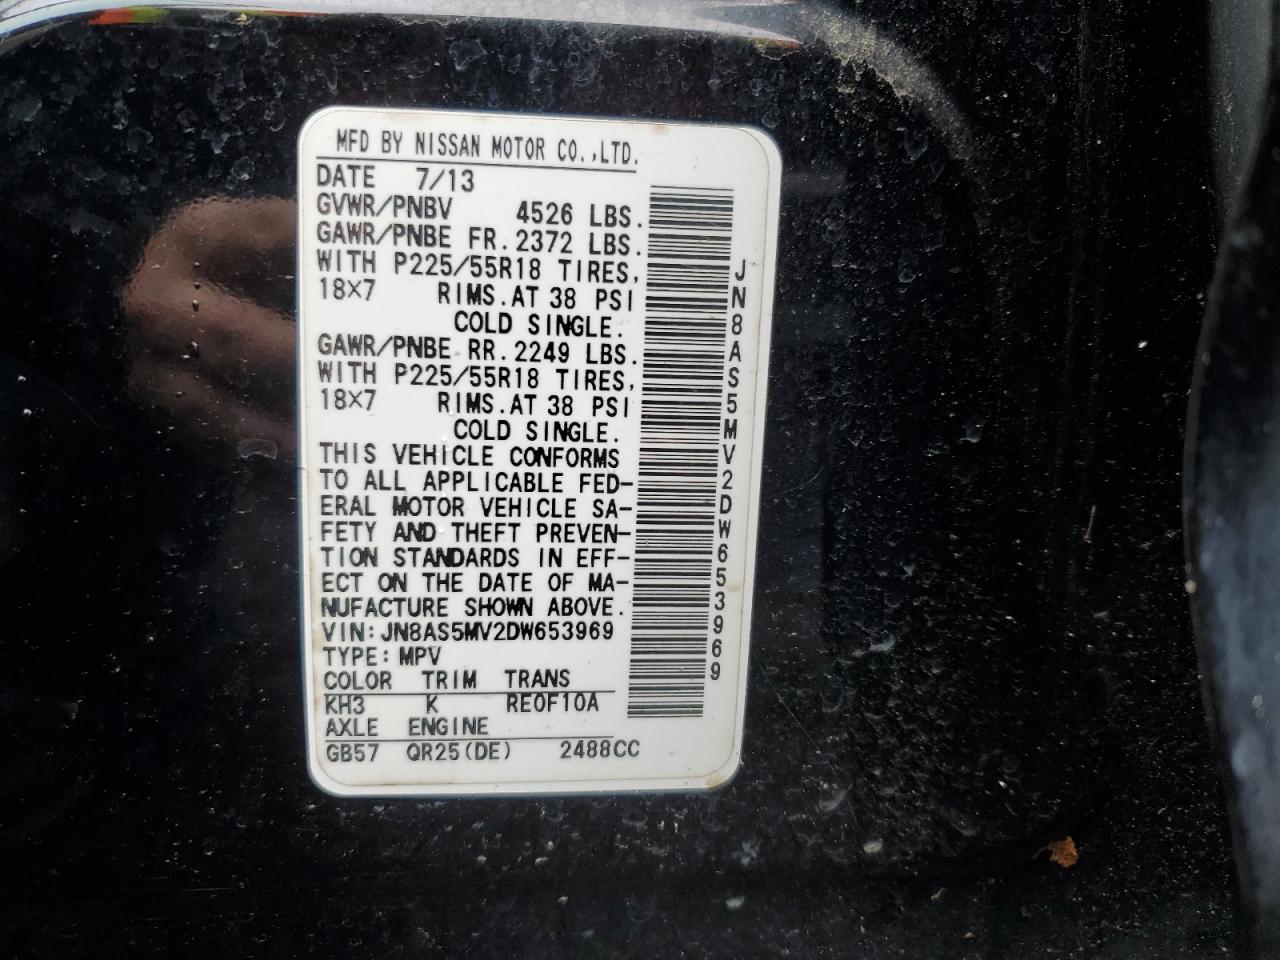 MFD BY NISSAN MOTOR CO.,LTD.
DATE 7/13
GVWR/PNBV 4526 LBS.
GAWR/PNBE FR. 2372 LBS.
WITH P225/55R18 TIRES,
18×7 RIMS. AT 38 PSI
COLD SINGLE.
GAWR/PNBE RR. 2249 LBS.
WITH P225/55R18 TIRES,
18×7 RIMS. AT 38 PSI
COLD SINGLE.
THIS VEHICLE CONFORMS
TO ALL APPLICABLE FED-
ERAL MOTOR VEHICLE SA-
FETY AND THEFT PREVEN-
TION STANDARDS IN EFF-
ECT ON THE DATE OF MA-
NUFACTURE SHOWN ABOVE.
VIN: JN8AS5MV2DW653969
TYPE: MPV
COLOR TRIM TRANS
KH3 K RE0F10A
AXLE ENGINE
GB57 QR25(DE) 2488CC
JN8AS5MV2DW653969